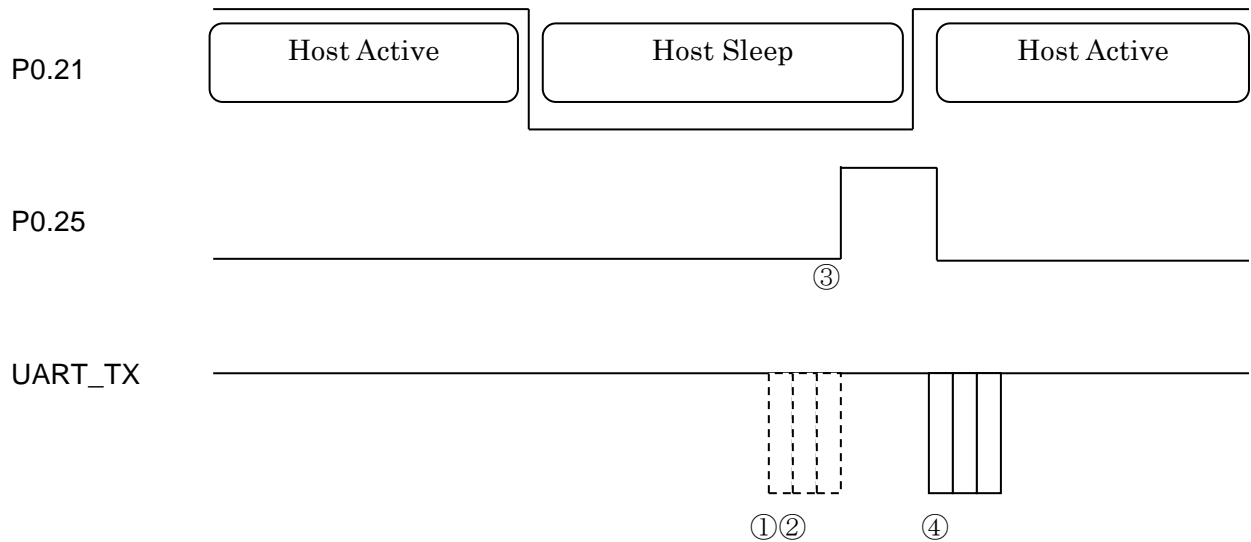 Host Active
Host Sleep
Host Active
P0.21
P0.25
③
UART_TX
①②
④